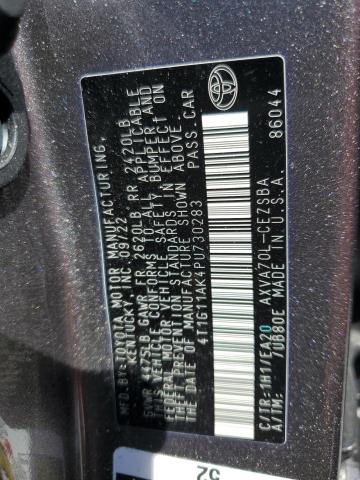 MFD. BY: TOYOTA MOTOR MANUFACTURING,
KENTUCKY, INC. 09/22
GVWR 4475LB GAWR FR 2620LB RR 2420LB
THIS VEHICLE CONFORMS TO ALL APPLICABLE
FEDERAL MOTOR VEHICLE SAFETY, BUMPER, AND
THEFT PREVENTION STANDARDS IN EFFECT ON
THE DATE OF MANUFACTURE SHOWN ABOVE.
4T1G11AK4PU730283 PASS. CAR
C/TR: 1H1/EA20 AXVA70L-CEZSBA
A/TM: 70B80E MADE IN U.S.A. 86044
52